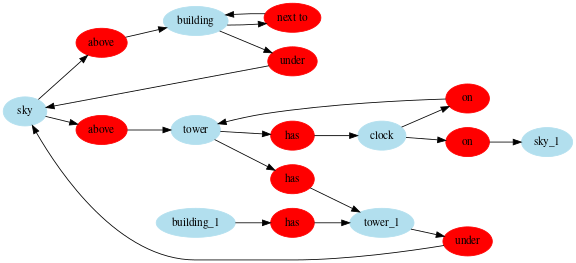 building
next to
above
under
sky
on
above
tower
has
clock
on
sky_1
has
building_1
has
tower_1
under